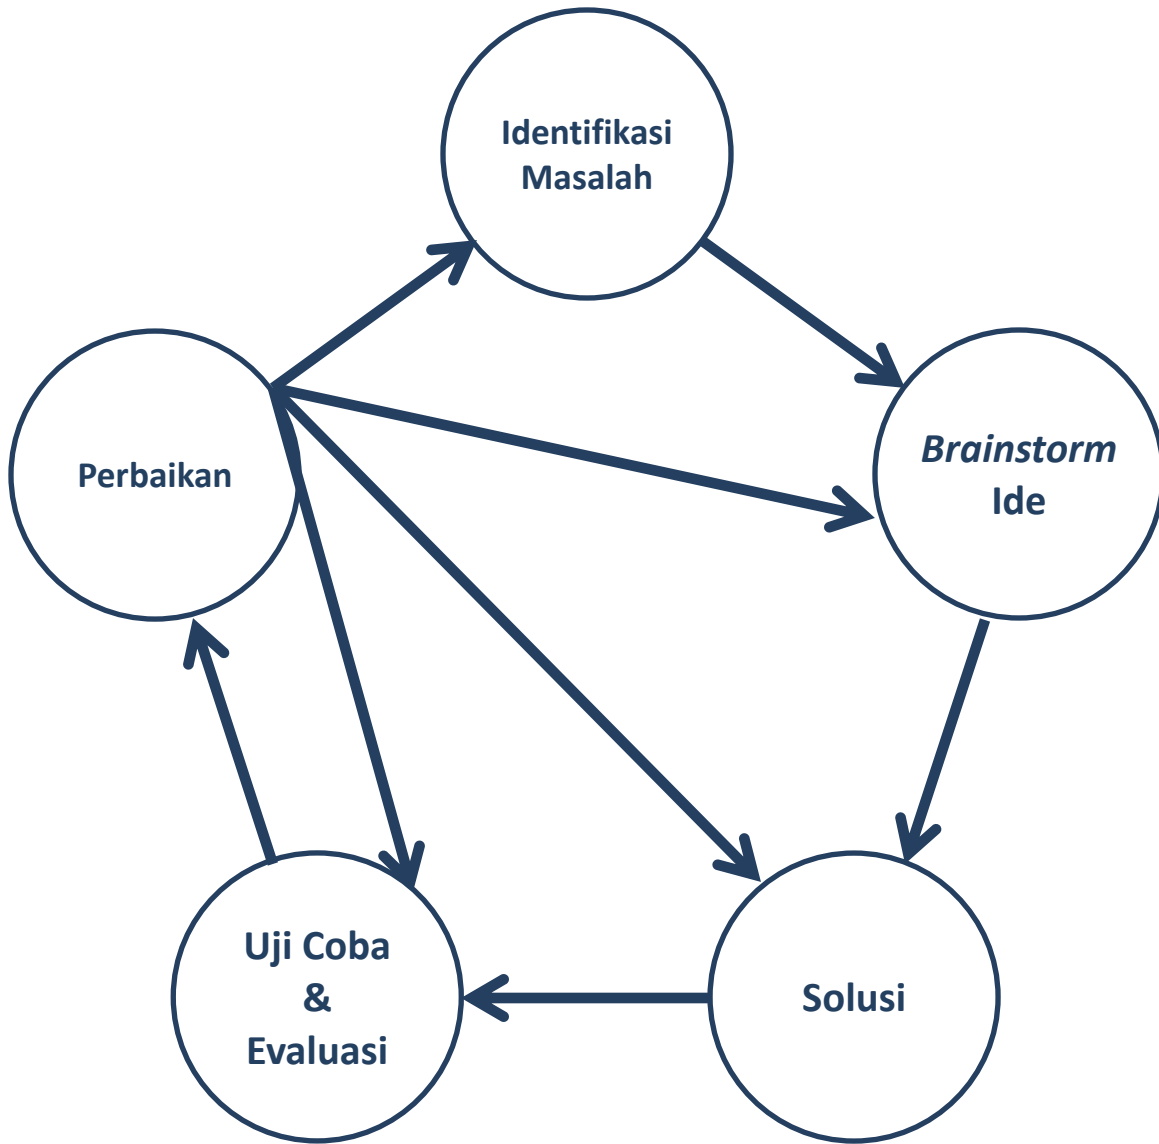 Identifikasi
Masalah
Brainstorm
Ide
Solusi
Uji Coba
&
Evaluasi
Perbaikan